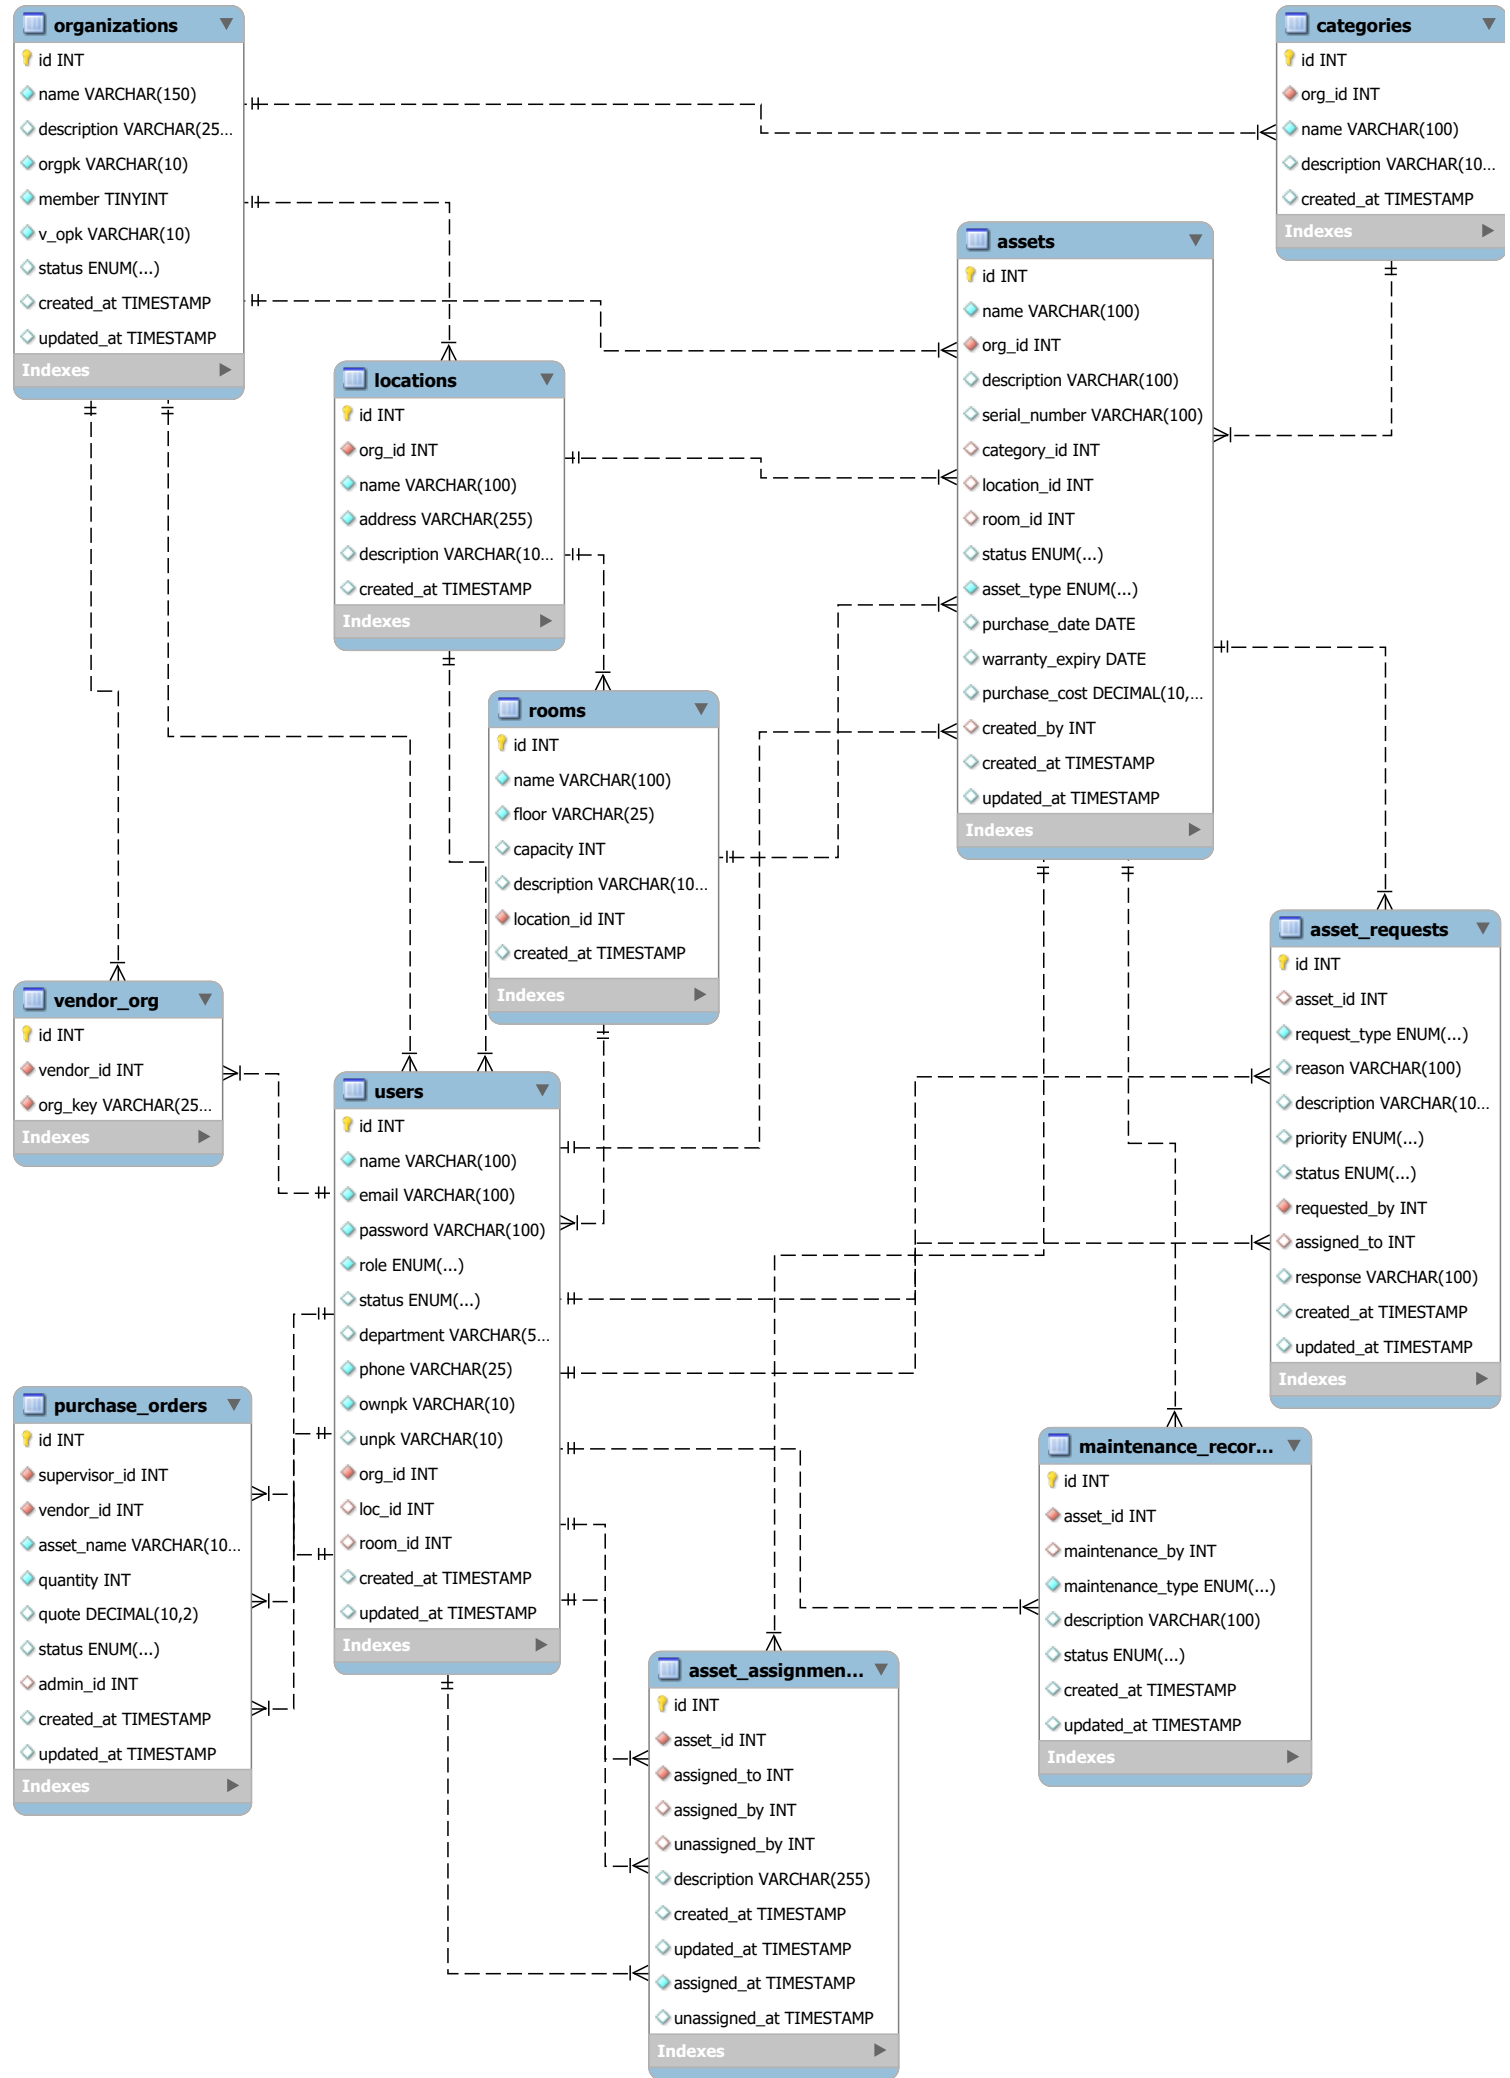 organizations
id INT
name VARCHAR(150)
description VARCHAR(25...
orgpk VARCHAR(10)
member TINYINT
v_opk VARCHAR(10)
status ENUM(...)
created_at TIMESTAMP
updated_at TIMESTAMP
Indexes
categories
id INT
org_id INT
name VARCHAR(100)
description VARCHAR(10...
created_at TIMESTAMP
Indexes
assets
id INT
name VARCHAR(100)
org_id INT
description VARCHAR(100)
serial_number VARCHAR(100)
category_id INT
location_id INT
room_id INT
status ENUM(...)
asset_type ENUM(...)
purchase_date DATE
warranty_expiry DATE
purchase_cost DECIMAL(10,...
created_by INT
created_at TIMESTAMP
updated_at TIMESTAMP
Indexes
locations
id INT
org_id INT
name VARCHAR(100)
address VARCHAR(255)
description VARCHAR(10...
created_at TIMESTAMP
Indexes
rooms
id INT
name VARCHAR(100)
floor VARCHAR(25)
capacity INT
description VARCHAR(10...
location_id INT
created_at TIMESTAMP
Indexes
asset_requests
id INT
asset_id INT
request_type ENUM(...)
reason VARCHAR(100)
description VARCHAR(10...
priority ENUM(...)
status ENUM(...)
requested_by INT
assigned_to INT
response VARCHAR(100)
created_at TIMESTAMP
updated_at TIMESTAMP
Indexes
vendor_org
id INT
vendor_id INT
org_key VARCHAR(25...
Indexes
users
id INT
name VARCHAR(100)
email VARCHAR(100)
password VARCHAR(100)
role ENUM(...)
status ENUM(...)
department VARCHAR(5...
phone VARCHAR(25)
ownpk VARCHAR(10)
unpk VARCHAR(10)
org_id INT
loc_id INT
room_id INT
created_at TIMESTAMP
updated_at TIMESTAMP
Indexes
purchase_orders
id INT
supervisor_id INT
vendor_id INT
asset_name VARCHAR(10...
quantity INT
quote DECIMAL(10,2)
status ENUM(...)
admin_id INT
created_at TIMESTAMP
updated_at TIMESTAMP
Indexes
maintenance_recor...
id INT
asset_id INT
maintenance_by INT
maintenance_type ENUM(...)
description VARCHAR(100)
status ENUM(...)
created_at TIMESTAMP
updated_at TIMESTAMP
Indexes
asset_assignmen...
id INT
asset_id INT
assigned_to INT
assigned_by INT
unassigned_by INT
description VARCHAR(255)
created_at TIMESTAMP
updated_at TIMESTAMP
assigned_at TIMESTAMP
unassigned_at TIMESTAMP
Indexes